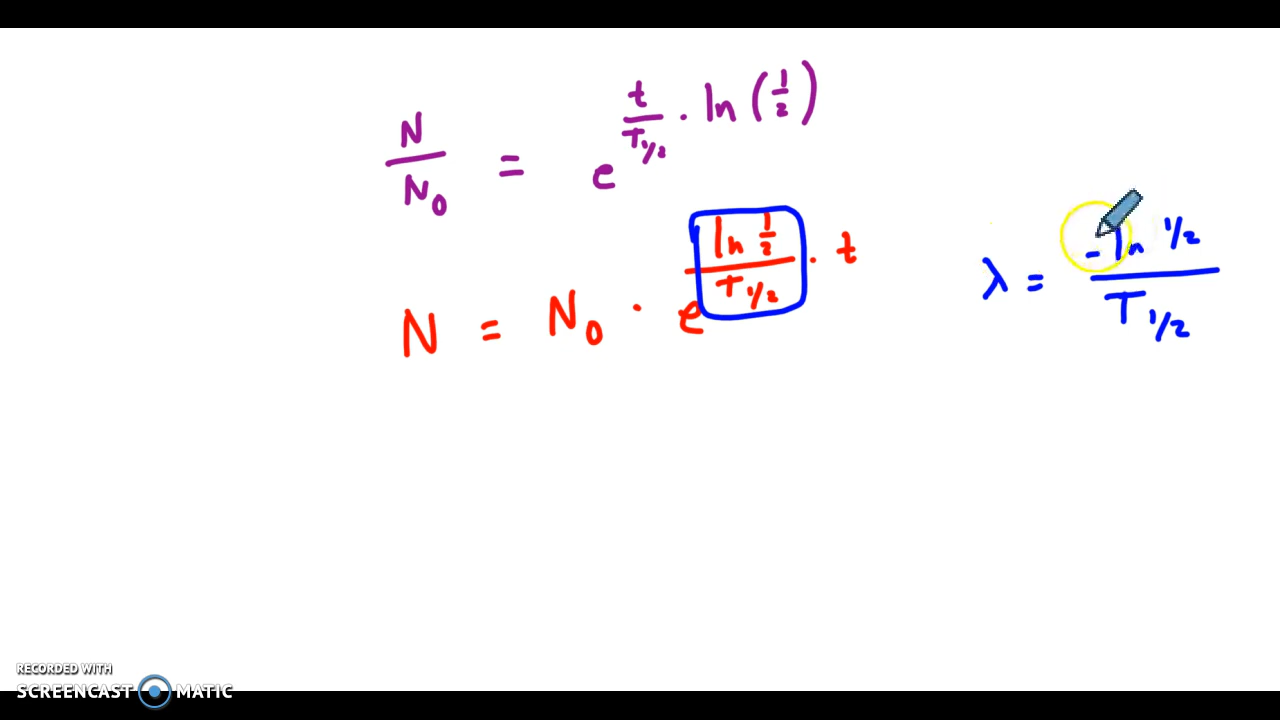 N/N₀ = e^(t/T½ · ln(½))
N = N₀ · e^((ln ½ / T½) · t)
λ = -ln ½ / T½
RECORDED WITH
SCREENCAST MATIC